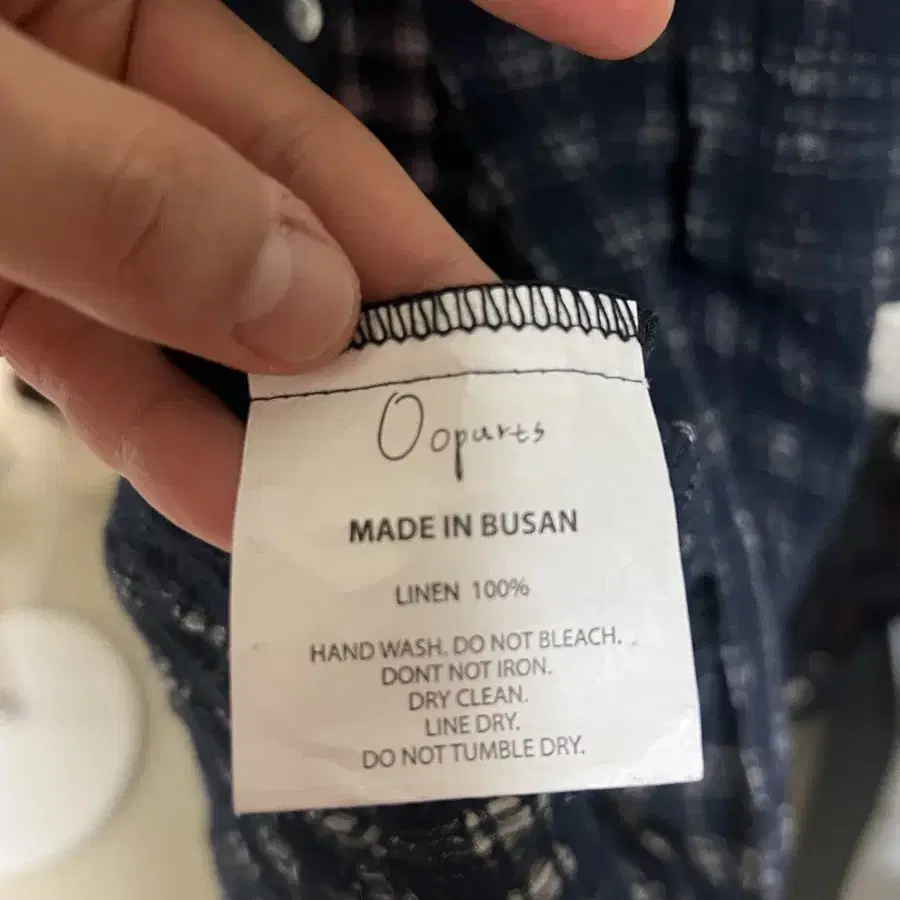 Ooparts
MADE IN BUSAN
LINEN 100%
HAND WASH. DO NOT BLEACH.
DONT NOT IRON.
DRY CLEAN.
LINE DRY.
DO NOT TUMBLE DRY.